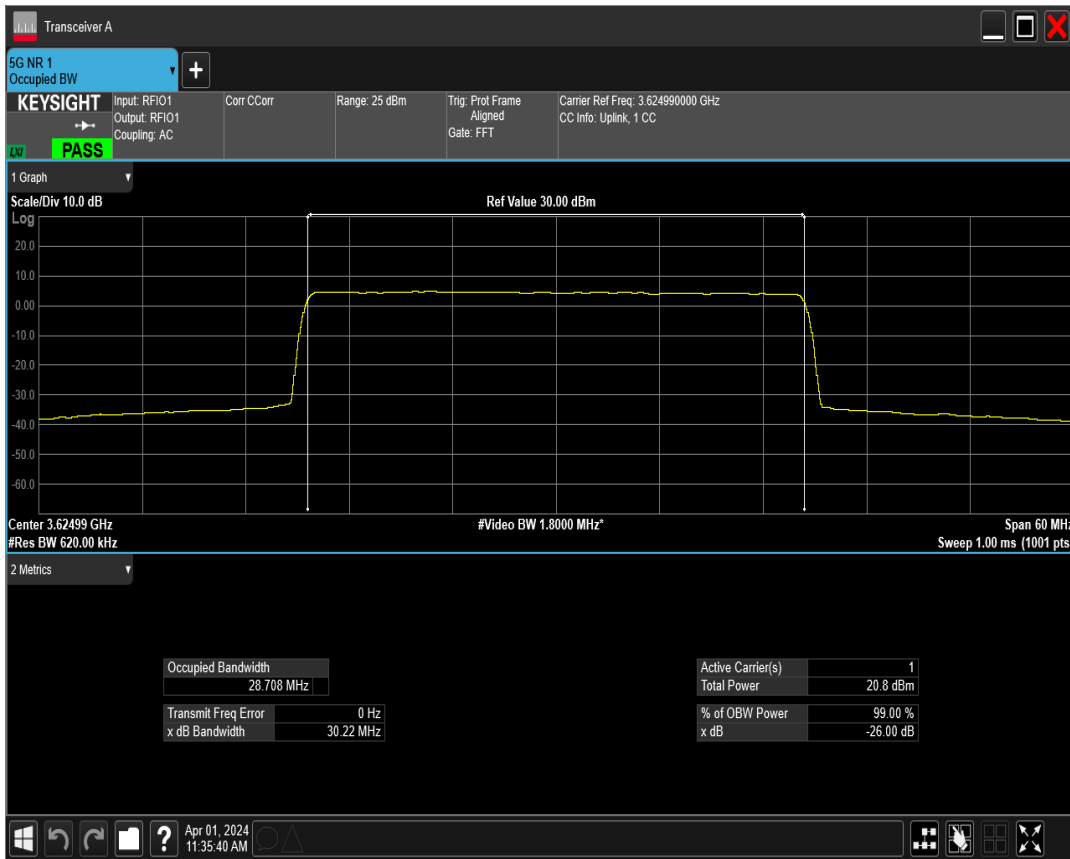 Transceiver A
5G NR 1
Occupied BW
KEYSIGHT
LXI
PASS
Input: RFIO1
Output: RFIO1
Coupling: AC
Corr CCorr
Range: 25 dBm
Trig: Prot Frame
Aligned
Gate: FFT
Carrier Ref Freq: 3.624990000 GHz
CC Info: Uplink, 1 CC
1 Graph
Scale/Div 10.0 dB
Ref Value 30.00 dBm
Log
20.0
10.0
0.00
-10.0
-20.0
-30.0
-40.0
-50.0
-60.0
Center 3.62499 GHz
#Video BW 1.8000 MHz*
Span 60 MHz
#Res BW 620.00 kHz
Sweep 1.00 ms (1001 pts
2 Metrics
Occupied Bandwidth
28.708 MHz
Transmit Freq Error 0 Hz
x dB Bandwidth 30.22 MHz
Active Carrier(s) 1
Total Power 20.8 dBm
% of OBW Power 99.00 %
x dB -26.00 dB
?
Apr 01, 2024
11:35:40 AM